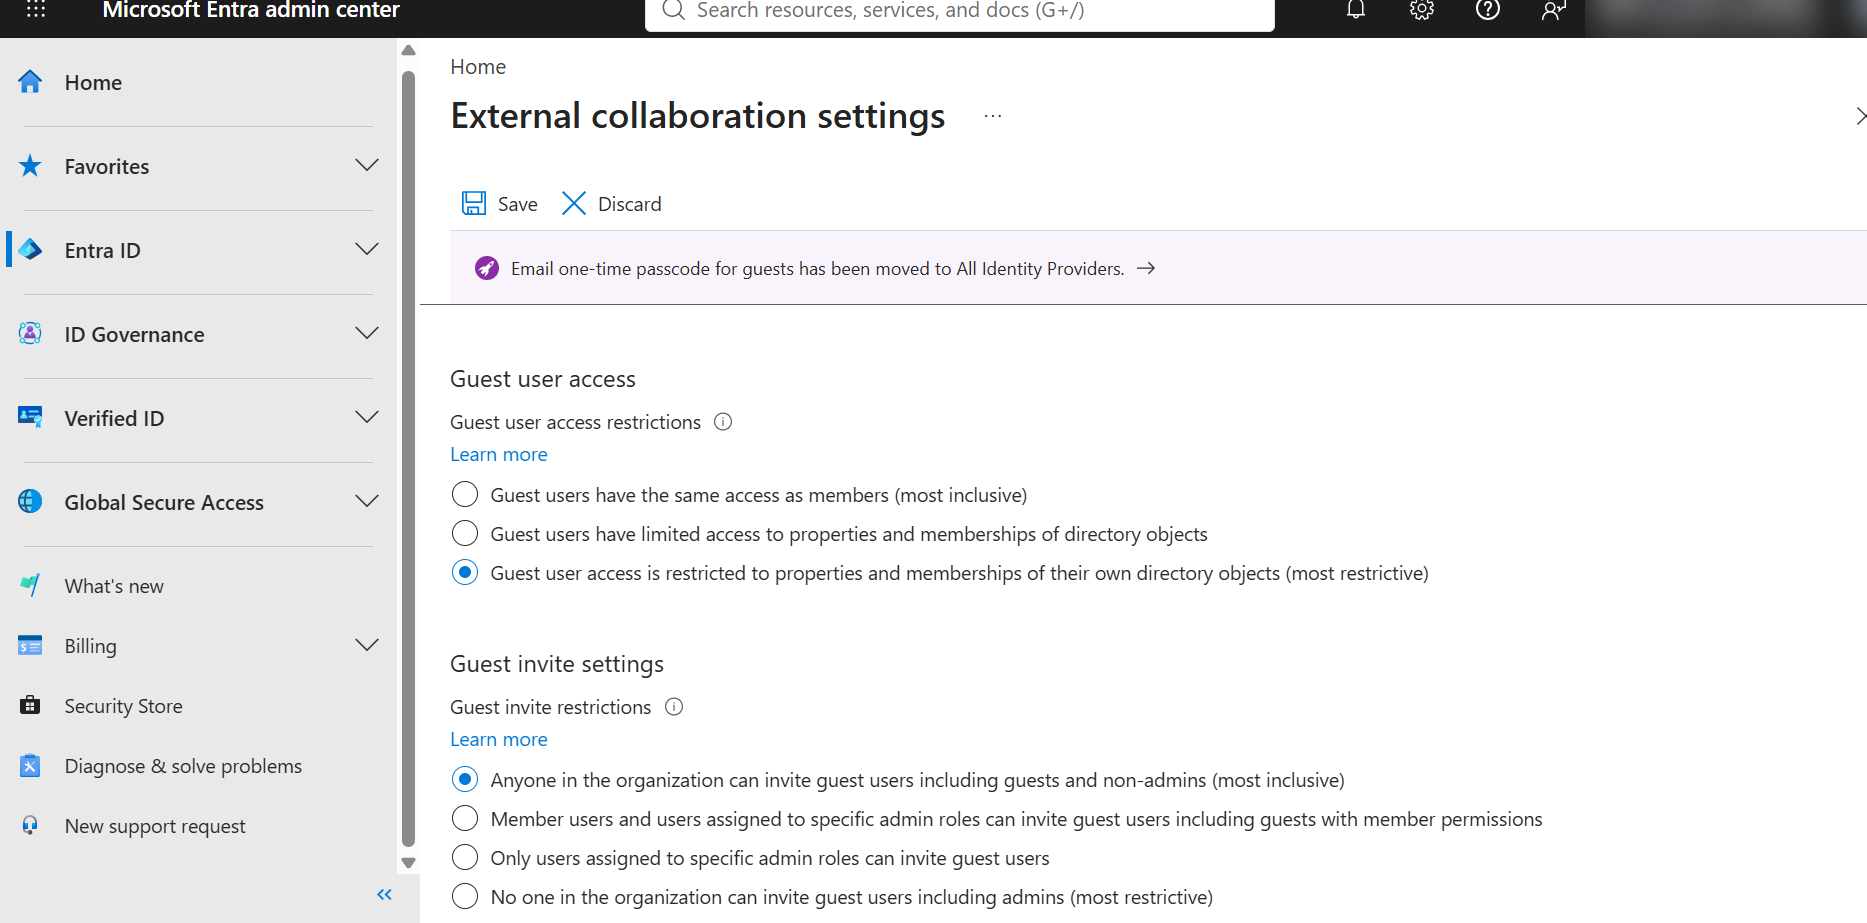 Microsoft Entra admin center
Search resources, services, and docs (G+/)
Home
Favorites
Entra ID
ID Governance
Verified ID
Global Secure Access
What's new
Billing
Security Store
Diagnose & solve problems
New support request
Home
External collaboration settings
Save
Discard
Email one-time passcode for guests has been moved to All Identity Providers.
Guest user access
Guest user access restrictions
Learn more
Guest users have the same access as members (most inclusive)
Guest users have limited access to properties and memberships of directory objects
Guest user access is restricted to properties and memberships of their own directory objects (most restrictive)
Guest invite settings
Guest invite restrictions
Learn more
Anyone in the organization can invite guest users including guests and non-admins (most inclusive)
Member users and users assigned to specific admin roles can invite guest users including guests with member permissions
Only users assigned to specific admin roles can invite guest users
No one in the organization can invite guest users including admins (most restrictive)